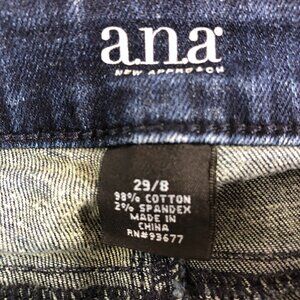 a.n.a
NEW APPROACH
29/8
98% COTTON
2% SPANDEX
MADE IN
CHINA
RN#93677